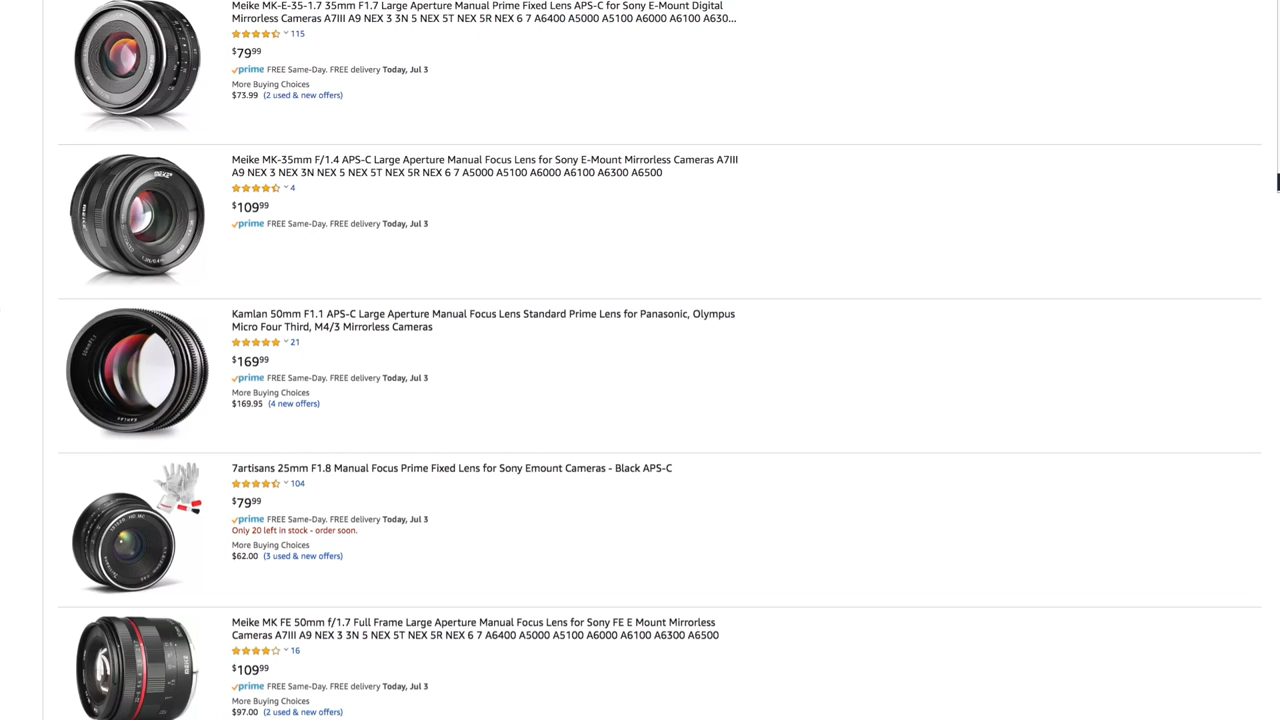 Meike MK-E-35-1.7 35mm F1.7 Large Aperture Manual Prime Fixed Lens APS-C for Sony E-Mount Digital
Mirrorless Cameras A7III A9 NEX 3 3N 5 NEX 5T NEX 5R NEX 6 7 A6400 A5000 A5100 A6000 A6100 A630...
115
$79.99
prime FREE Same-Day. FREE delivery Today, Jul 3
More Buying Choices
$73.99 (2 used & new offers)
Meike MK-35mm F/1.4 APS-C Large Aperture Manual Focus Lens for Sony E-Mount Mirrorless Cameras A7III
A9 NEX 3 NEX 3N NEX 5 NEX 5T NEX 5R NEX 6 7 A5000 A5100 A6000 A6100 A6300 A6500
4
$109.99
prime FREE Same-Day. FREE delivery Today, Jul 3
Kamlan 50mm F1.1 APS-C Large Aperture Manual Focus Lens Standard Prime Lens for Panasonic, Olympus
Micro Four Third, M4/3 Mirrorless Cameras
21
$169.99
prime FREE Same-Day. FREE delivery Today, Jul 3
More Buying Choices
$169.95 (4 new offers)
7artisans 25mm F1.8 Manual Focus Prime Fixed Lens for Sony Emount Cameras - Black APS-C
104
$79.99
prime FREE Same-Day. FREE delivery Today, Jul 3
Only 20 left in stock - order soon.
More Buying Choices
$62.00 (3 used & new offers)
Meike MK FE 50mm f/1.7 Full Frame Large Aperture Manual Focus Lens for Sony FE E Mount Mirrorless
Cameras A7III A9 NEX 3 3N 5 NEX 5T NEX 5R NEX 6 7 A6400 A5000 A5100 A6000 A6100 A6300 A6500
16
$109.99
prime FREE Same-Day. FREE delivery Today, Jul 3
More Buying Choices
$97.00 (2 used & new offers)